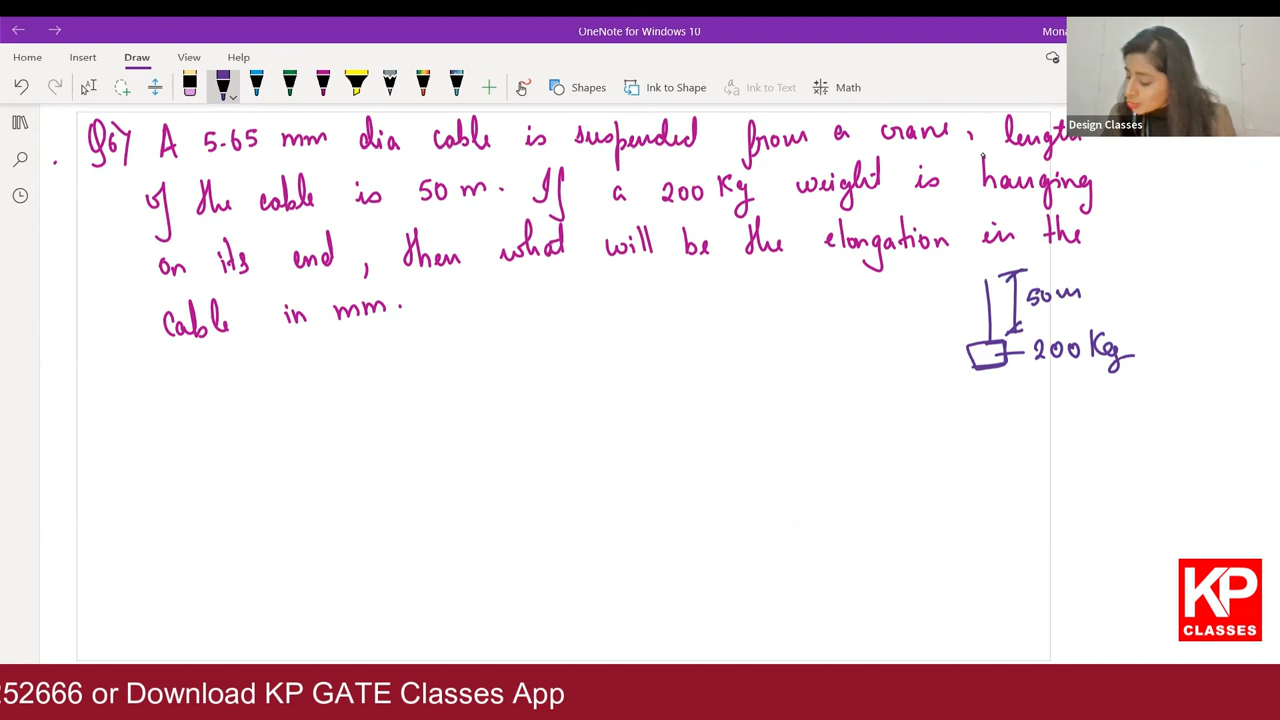 OneNote for Windows 10
Mona
Home
Insert
Draw
View
Help
Shapes
Ink to Shape
Ink to Text
Math
Design Classes
Q6) A 5.65 mm dia cable is suspended from a crane, length
of the cable is 50 m. If a 200 Kg weight is hanging
on its end, then what will be the elongation in the
cable in mm.
50m
200 Kg
KP
CLASSES
252666 or Download KP GATE Classes App